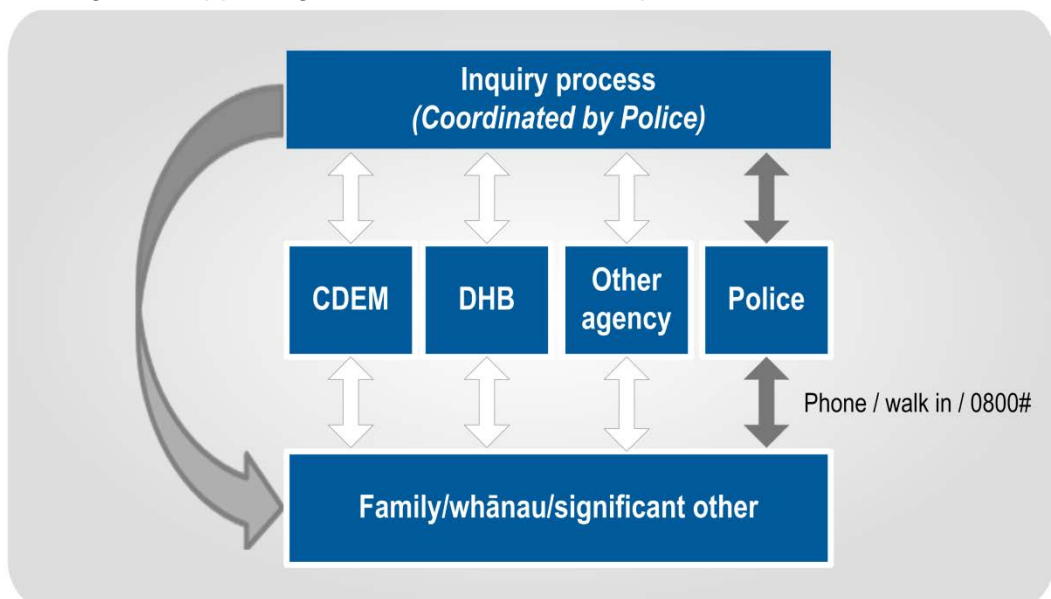 Inquiry process
(Coordinated by Police)
CDEM
DHB
Other
agency
Police
Phone / walk in / 0800#
Family/whānau/significant other